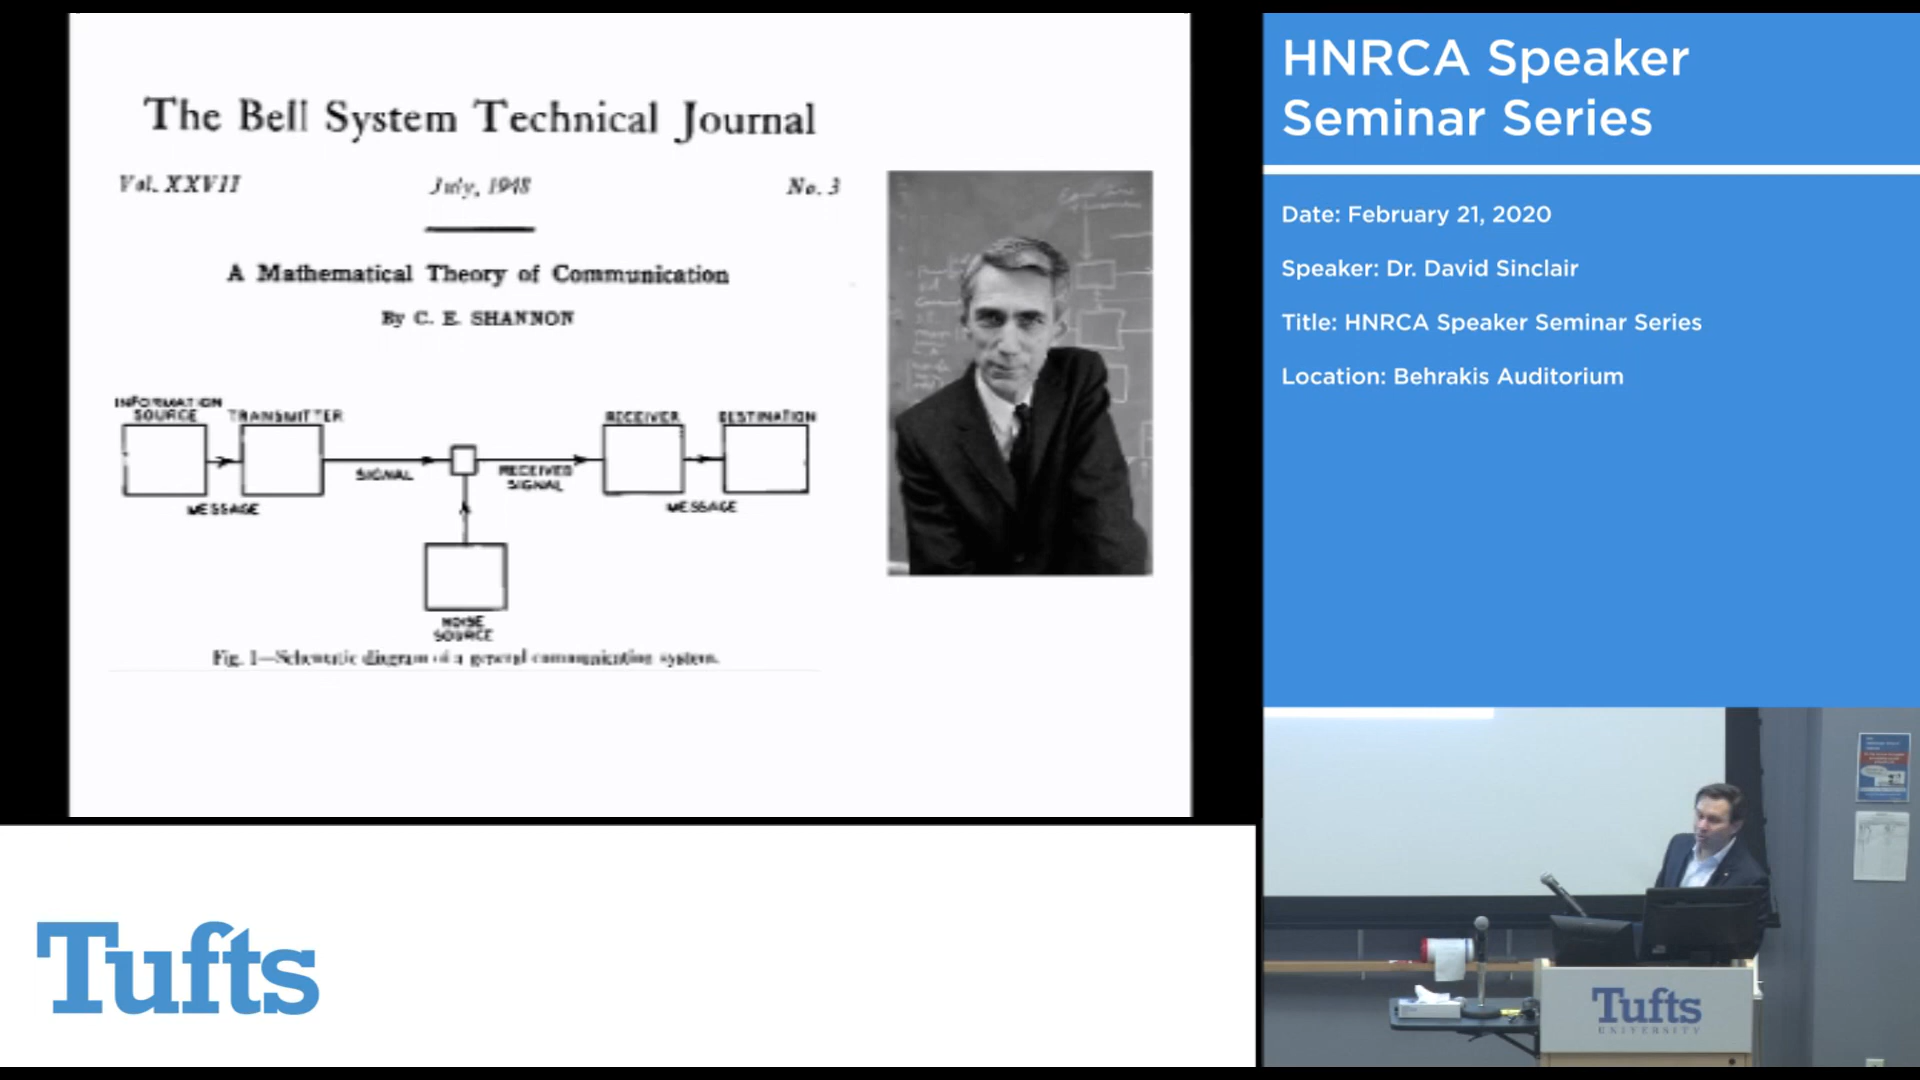 The Bell System Technical Journal
Vol. XXVII July, 1948 No. 3
A Mathematical Theory of Communication
By C. E. SHANNON
INFORMATION
SOURCE TRANSMITTER RECEIVER DESTINATION
SIGNAL RECEIVED
SIGNAL
MESSAGE MESSAGE
NOISE
SOURCE
Fig. 1—Schematic diagram of a general communication system.
HNRCA Speaker
Seminar Series
Date: February 21, 2020
Speaker: Dr. David Sinclair
Title: HNRCA Speaker Seminar Series
Location: Behrakis Auditorium
Tufts
Tufts
UNIVERSITY